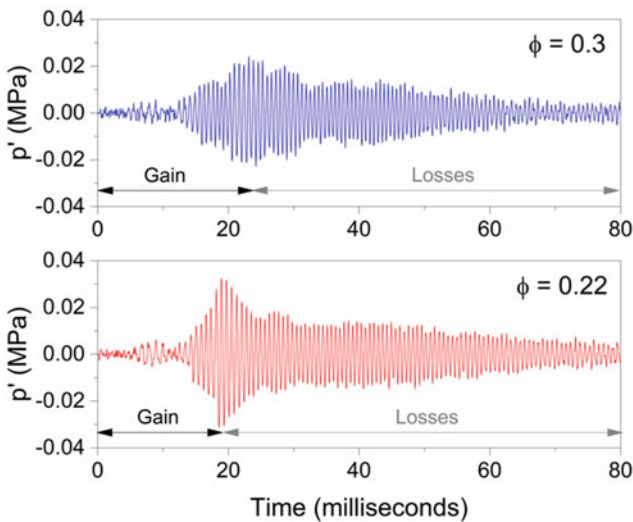 0.04
ϕ = 0.3
0.02
0.00
-0.02
-0.04
p' (MPa)
Gain
Losses
0 20 40 60 80
0.04
ϕ = 0.22
0.02
0.00
-0.02
-0.04
p' (MPa)
Gain
Losses
0 20 40 60 80
Time (milliseconds)